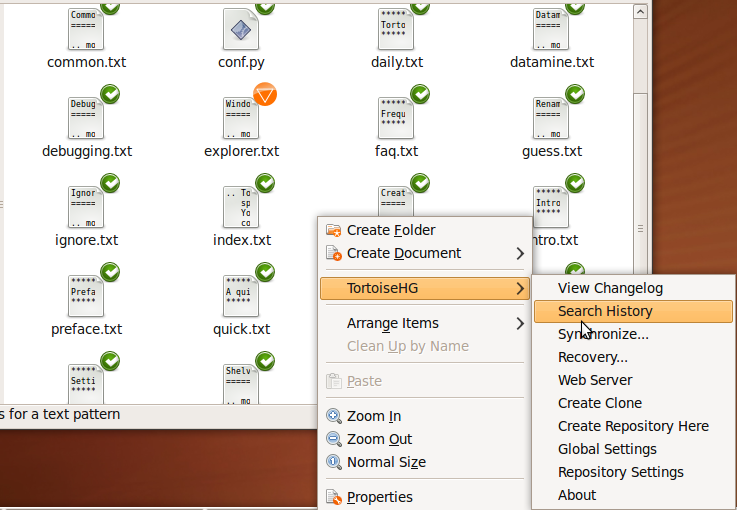 Commo
=====
.. mo
*****
Torto
*****
Datam
=====
.. mo
common.txt
conf.py
daily.txt
datamine.txt
Debug
=====
.. mo
Windo
=====
.. mo
*****
Frequ
*****
Renam
=====
.. mo
debugging.txt
explorer.txt
faq.txt
guess.txt
Ignor
=====
.. mo
.. To
sp
Yo
co
Creat
=====
*****
Intro
*****
ignore.txt
index.txt
ntro.txt
*****
Prefa
*****
*****
A qui
*****
preface.txt
quick.txt
*****
Setti
*****
Shelv
=====
.. mo
s for a text pattern
Create Folder
Create Document
TortoiseHG
Arrange Items
Clean Up by Name
Paste
Zoom In
Zoom Out
Normal Size
Properties
View Changelog
Search History
Synchronize...
Recovery...
Web Server
Create Clone
Create Repository Here
Global Settings
Repository Settings
About